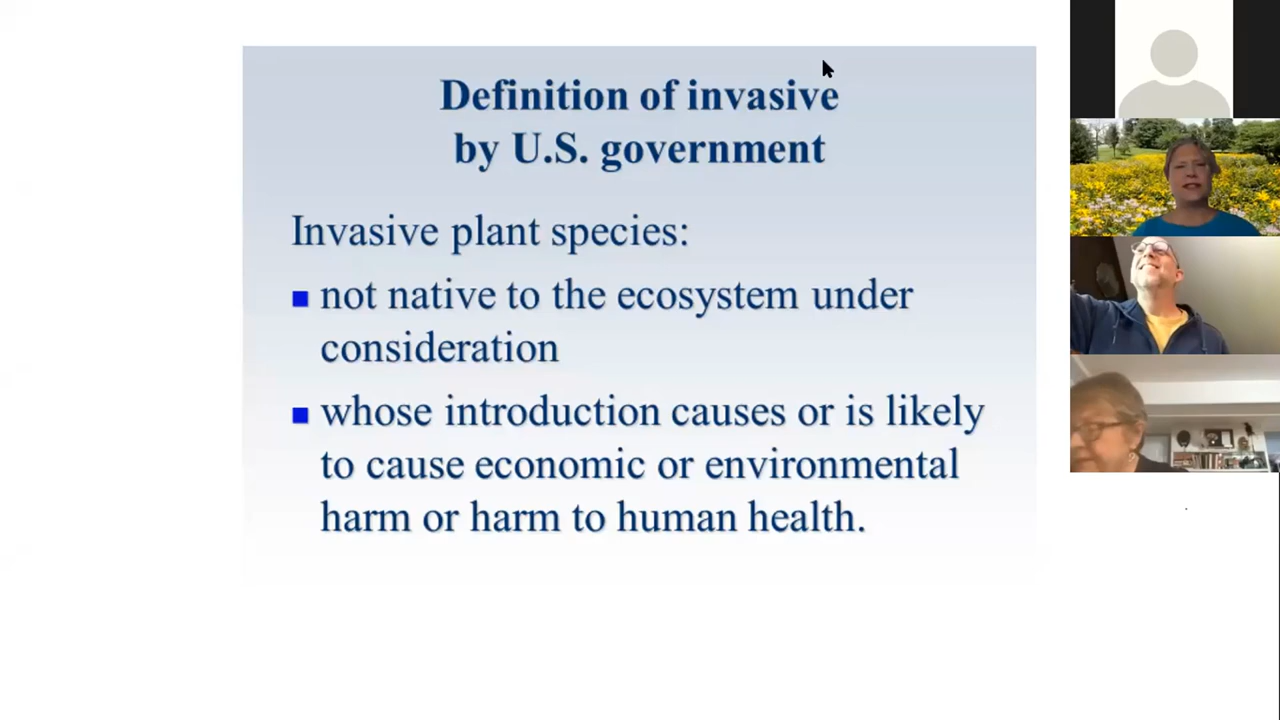 Definition of invasive
by U.S. government
Invasive plant species:
not native to the ecosystem under
consideration
whose introduction causes or is likely
to cause economic or environmental
harm or harm to human health.